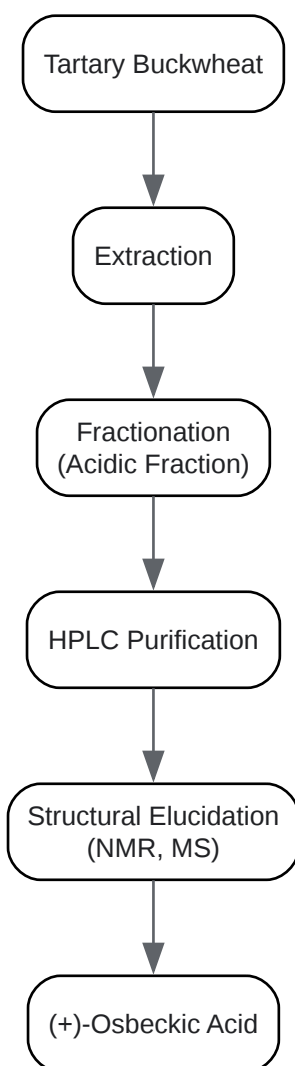 Tartary Buckwheat
Extraction
Fractionation
(Acidic Fraction)
HPLC Purification
Structural Elucidation
(NMR, MS)
(+)-Osbeckic Acid